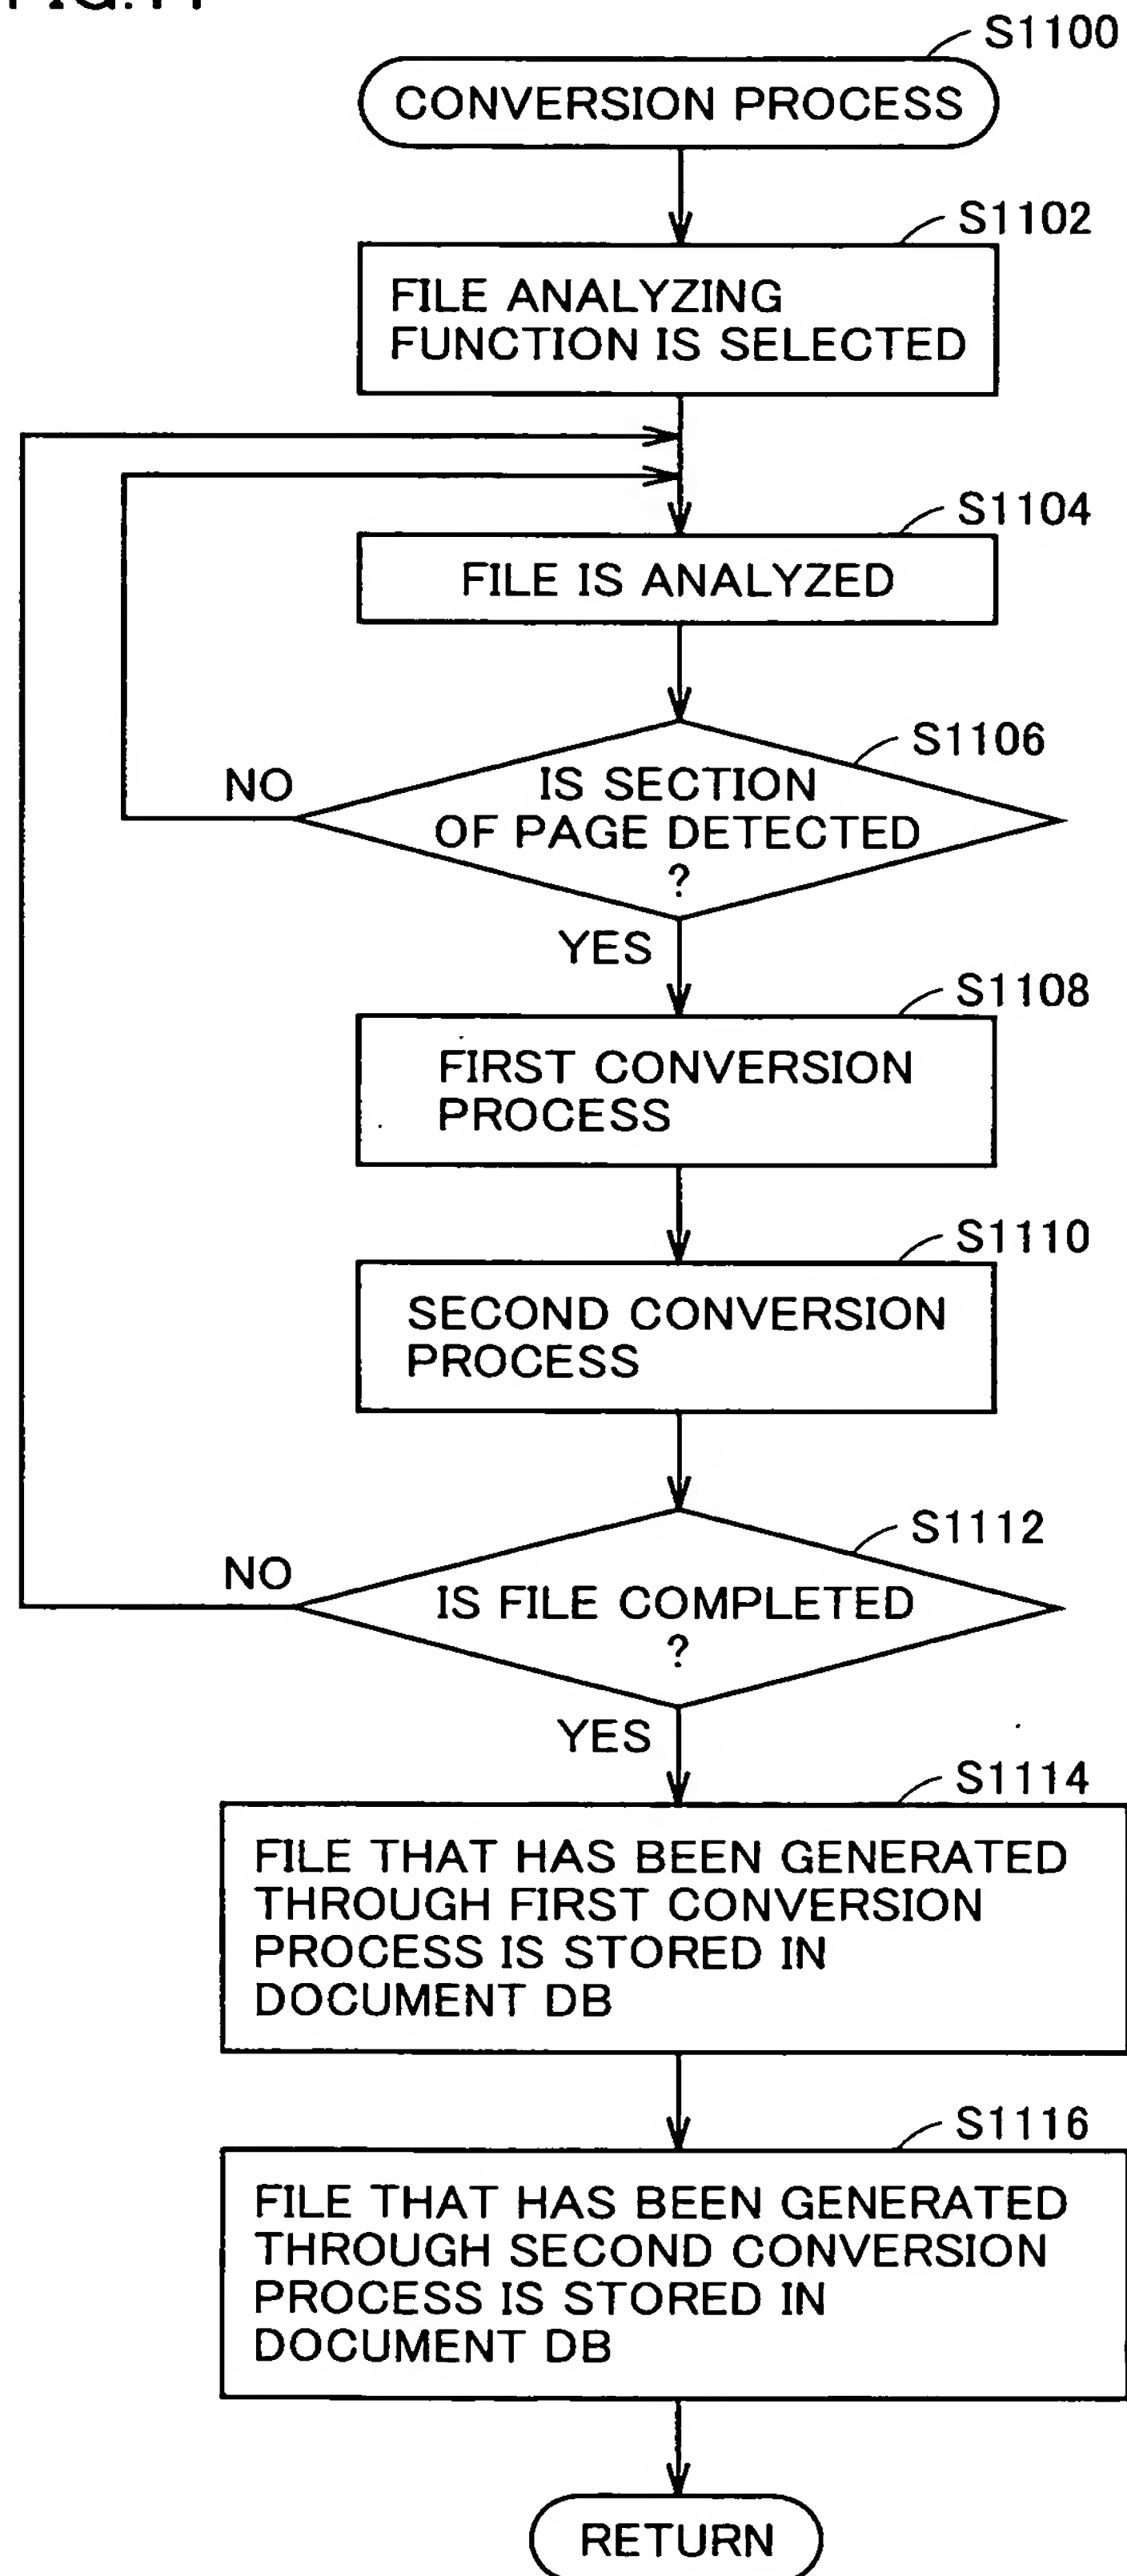 S1100
CONVERSION PROCESS
S1102
FILE ANALYZING
FUNCTION IS SELECTED
S1104
FILE IS ANALYZED
S1106
NO
IS SECTION
OF PAGE DETECTED
?
YES
S1108
FIRST CONVERSION
PROCESS
S1110
SECOND CONVERSION
PROCESS
S1112
NO
IS FILE COMPLETED
?
YES
S1114
FILE THAT HAS BEEN GENERATED
THROUGH FIRST CONVERSION
PROCESS IS STORED IN
DOCUMENT DB
S1116
FILE THAT HAS BEEN GENERATED
THROUGH SECOND CONVERSION
PROCESS IS STORED IN
DOCUMENT DB
RETURN